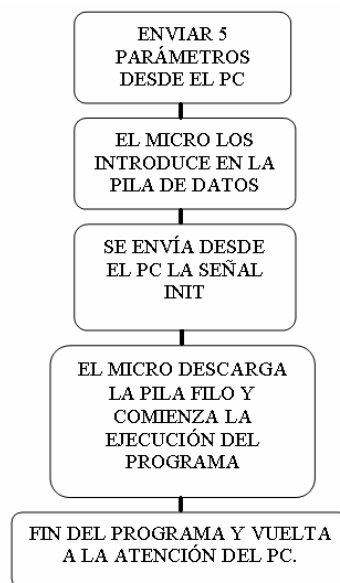 ENVIAR 5
PARÁMETROS
DESDE EL PC
EL MICRO LOS
INTRODUCE EN LA
PILA DE DATOS
SE ENVÍA DESDE
EL PC LA SEÑAL
INIT
EL MICRO DESCARGA
LA PILA FILO Y
COMIENZA LA
EJECUCIÓN DEL
PROGRAMA
FIN DEL PROGRAMA Y VUELTA
A LA ATENCIÓN DEL PC.